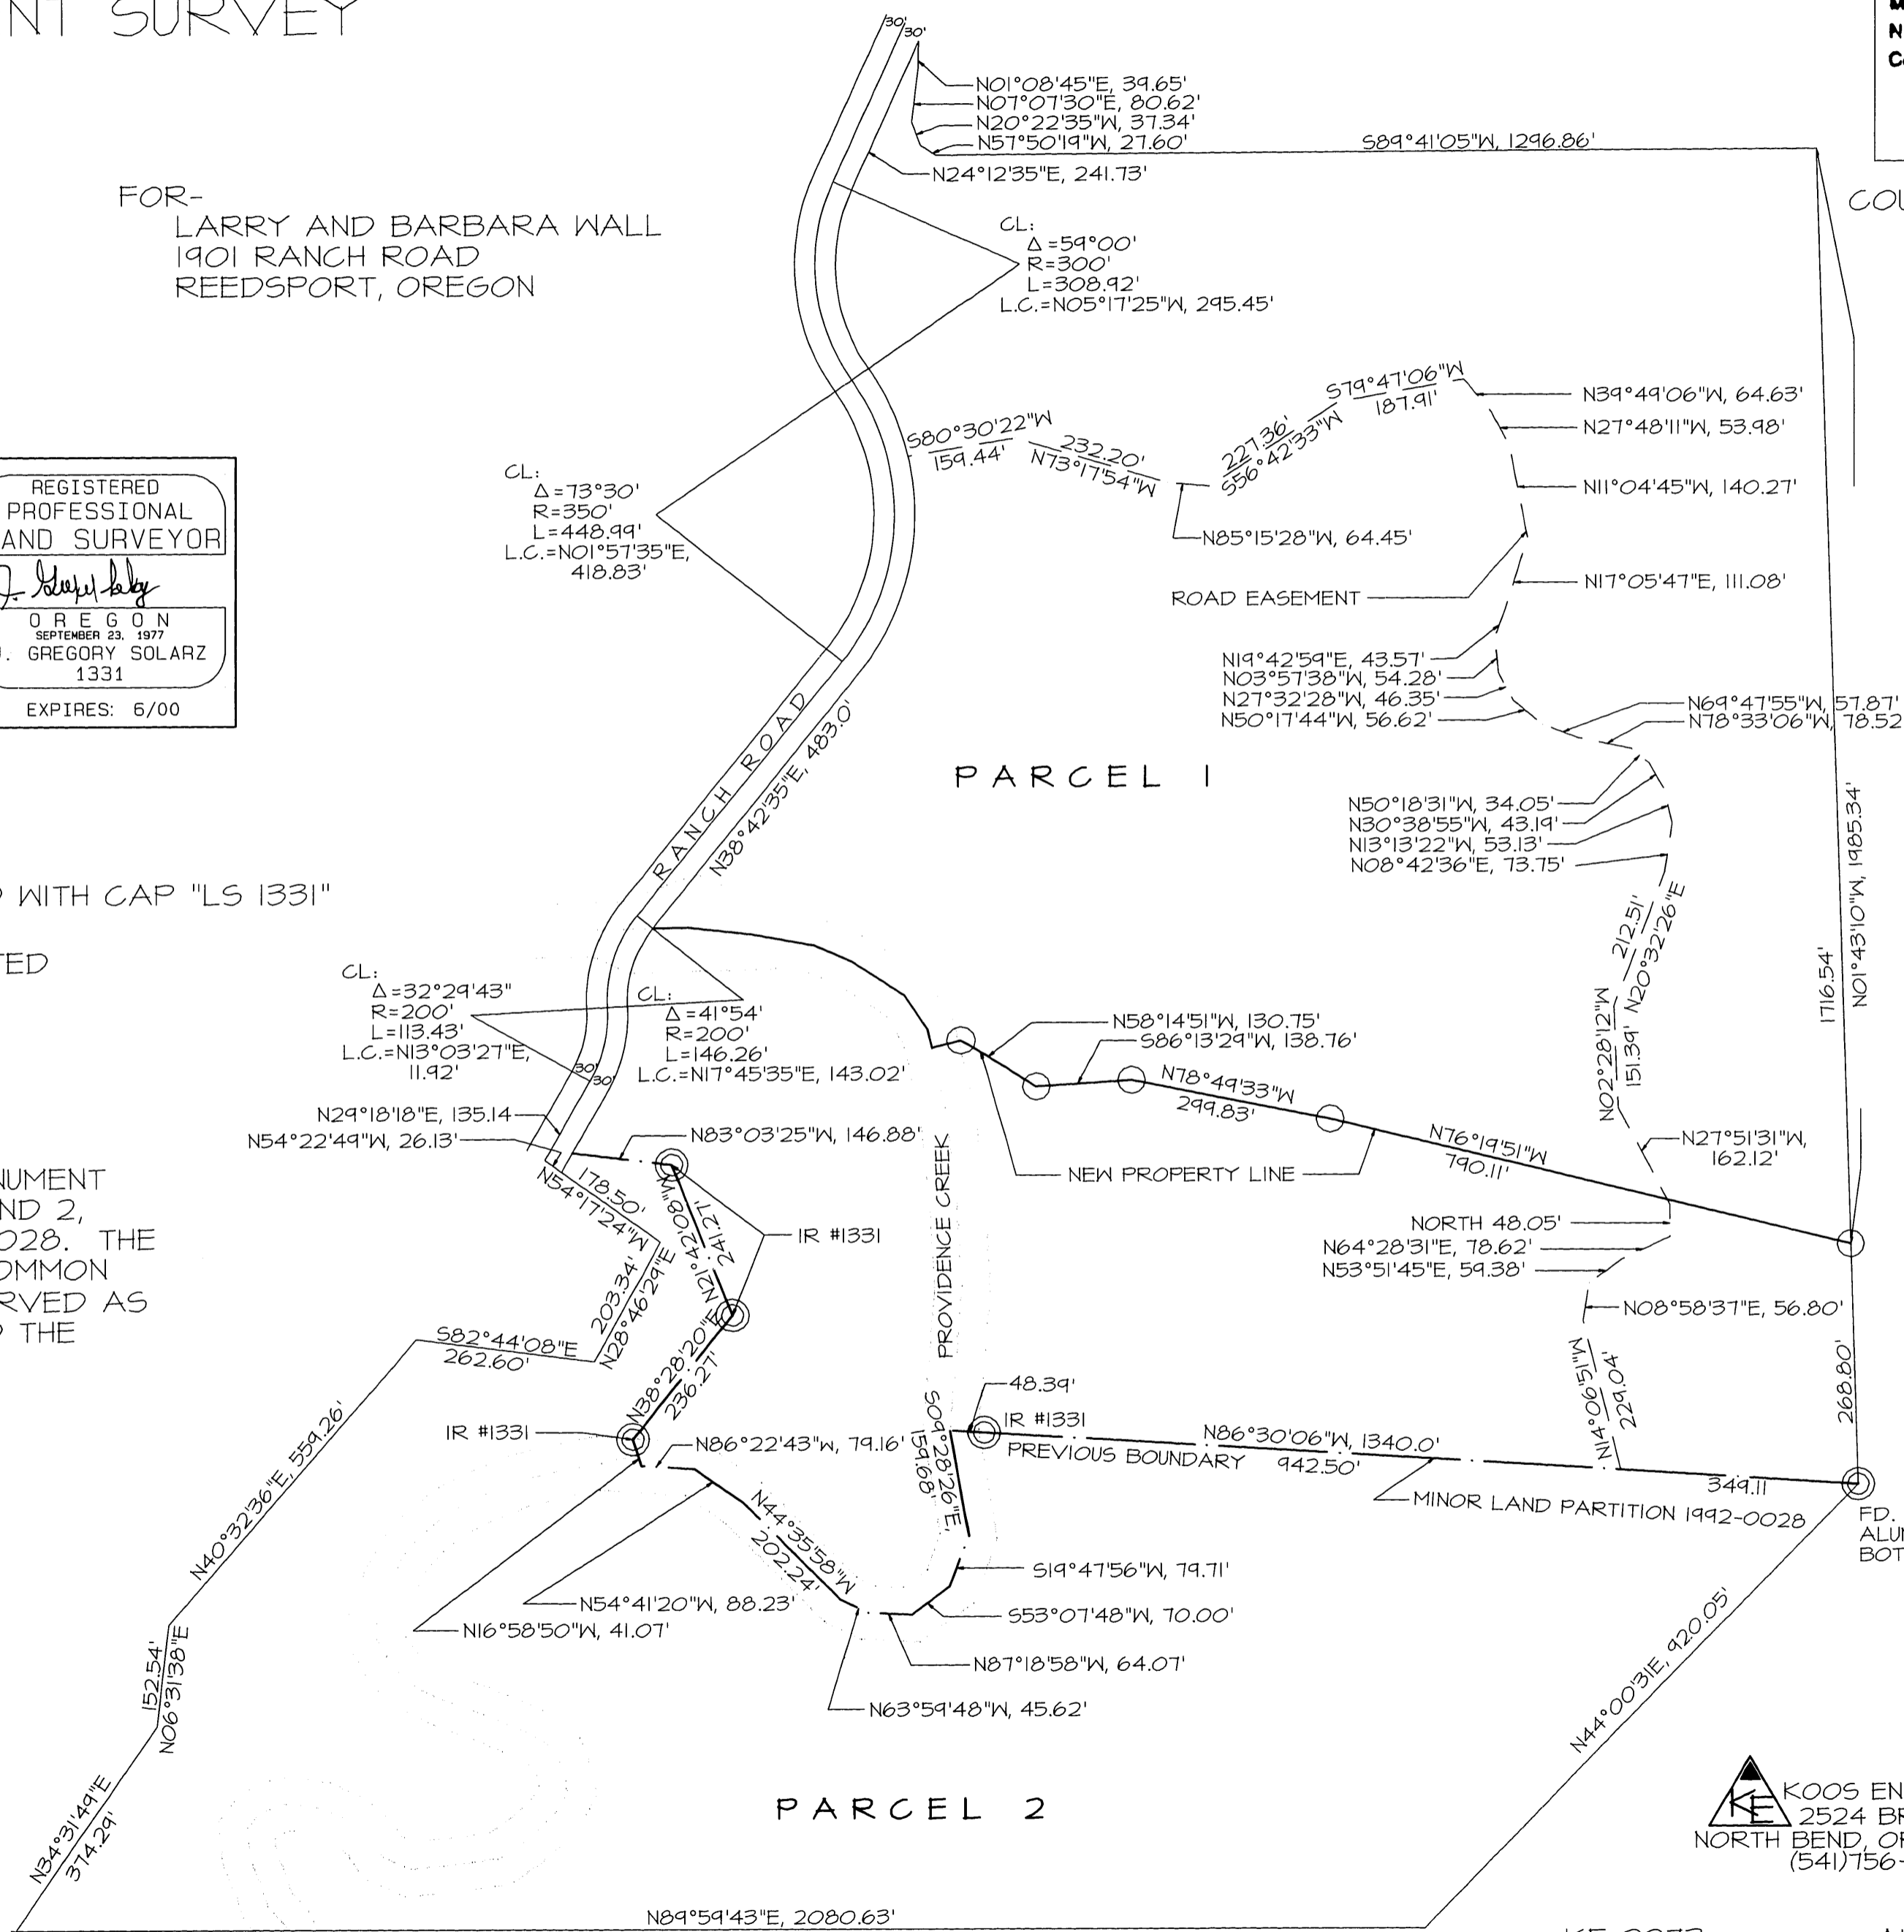 NT SURVEY
FOR-
LARRY AND BARBARA WALL
1901 RANCH ROAD
REEDSPORT, OREGON
30'
30'
N01°08'45"E, 39.65'
N07°07'30"E, 80.62'
N20°22'35"W, 37.34'
N57°50'19"W, 27.60'
S89°41'05"W, 1296.86'
N24°12'35"E, 241.73'
COU
CL:
Δ=59°00'
R=300'
L=308.92'
L.C.=N05°17'25"W, 295.45'
CL:
Δ=73°30'
R=350'
L=448.99'
L.C.=N01°57'35"E,
418.83'
S80°30'22"W
159.44'
232.20'
N73°17'54"W
227.36'
S56°42'33"W
S79°47'06"W
187.91'
N39°49'06"W, 64.63'
N27°48'11"W, 53.98'
N11°04'45"W, 140.27'
N85°15'28"W, 64.45'
N17°05'47"E, 111.08'
ROAD EASEMENT
N19°42'59"E, 43.57'
N03°57'38"W, 54.28'
N27°32'28"W, 46.35'
N50°17'44"W, 56.62'
N69°47'55"W, 57.87'
N78°33'06"W, 78.52
REGISTERED
PROFESSIONAL
AND SURVEYOR
OREGON
SEPTEMBER 23, 1977
. GREGORY SOLARZ
1331
EXPIRES: 6/00
RANCH ROAD
N38°42'35"E, 483.0'
PARCEL 1
N50°18'31"W, 34.05'
N30°38'55"W, 43.19'
N13°13'22"W, 53.13'
N08°42'36"E, 73.75'
1716.54'
N01°43'10"W, 1985.34'
212.51'
N20°32'26"E
N02°28'12"W
151.39'
WITH CAP "LS 1331"
TED
CL:
Δ=32°29'43"
R=200'
L=113.43'
L.C.=N13°03'27"E,
11.92'
CL:
Δ=41°54'
R=200'
L=146.26'
L.C.=N17°45'35"E, 143.02'
30'
30'
N58°14'51"W, 130.75'
S86°13'29"W, 138.76'
N78°49'33"W
299.83'
N76°19'51"W
790.11'
NEW PROPERTY LINE
N27°51'31"W,
162.12'
N29°18'18"E, 135.14
N54°22'49"W, 26.13'
N83°03'25"W, 146.88'
178.50'
N54°17'24"W
N21°42'08"W
241.27'
IR #1331
PROVIDENCE CREEK
NUMENT
ND 2,
028. THE
OMMON
RVED AS
THE
NORTH 48.05'
N64°28'31"E, 78.62'
N53°51'45"E, 59.38'
N08°58'37"E, 56.80'
203.34'
N28°46'29"E
S82°44'08"E
262.60'
N38°28'20"E
236.27'
N14°06'51"W
229.04'
268.80'
N40°32'36"E, 559.26'
IR #1331
N86°22'43"W, 79.16'
S09°28'26"E,
159.68'
48.39'
IR #1331
PREVIOUS BOUNDARY
N86°30'06"W, 1340.0'
942.50'
349.11
MINOR LAND PARTITION 1992-0028
FD.
ALU
BOT
N44°35'58"W
202.24'
N54°41'20"W, 88.23'
N16°58'50"W, 41.07'
S19°47'56"W, 79.71'
S53°07'48"W, 70.00'
N87°18'58"W, 64.07'
N63°59'48"W, 45.62'
152.54'
N06°31'38"E
N34°31'49"E
374.29'
N44°00'31E, 920.05'
PARCEL 2
KE
KOOS EN
2524 BR
NORTH BEND, OR
(541)756-
N89°59'43"E, 2080.63'